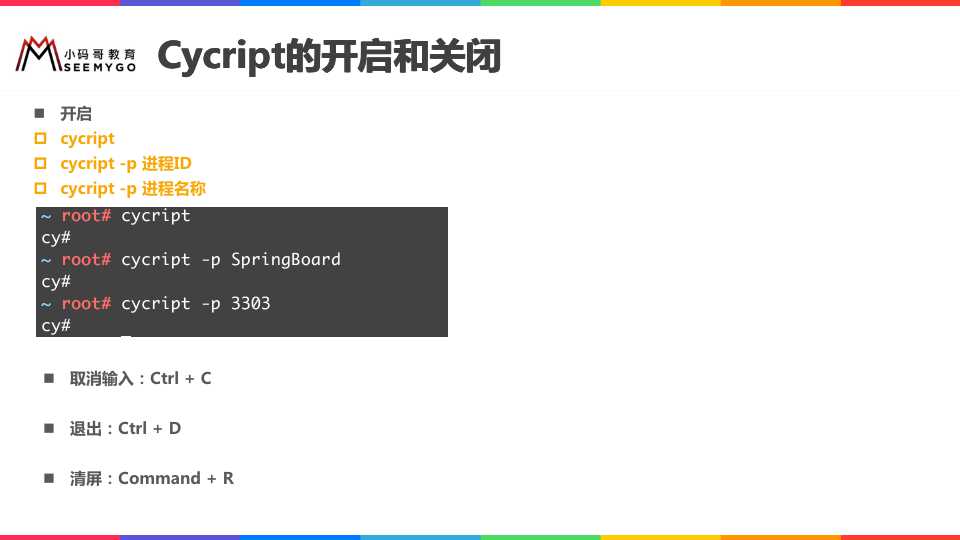 小码哥教育
SEEMYGO
Cycript的开启和关闭
开启
cycript
cycript -p 进程ID
cycript -p 进程名称
~ root# cycript
cy#
~ root# cycript -p SpringBoard
cy#
~ root# cycript -p 3303
cy#
取消输入：Ctrl + C
退出：Ctrl + D
清屏：Command + R